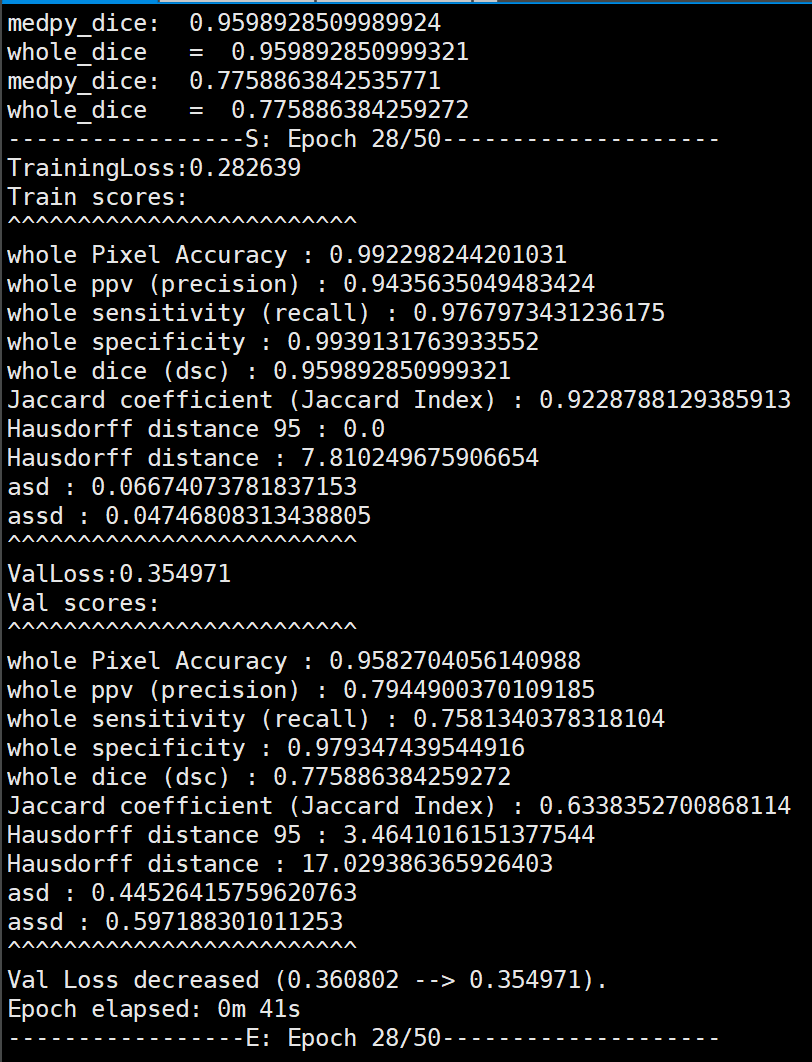 medpy_dice:  0.9598928509989924
whole_dice   =  0.959892850999321
medpy_dice:  0.7758863842535771
whole_dice   =  0.775886384259272
-----------------S: Epoch 28/50--------------------
TrainingLoss:0.282639
Train scores:
^^^^^^^^^^^^^^^^^^^^^^^^^
whole Pixel Accuracy : 0.992298244201031
whole ppv (precision) : 0.9435635049483424
whole sensitivity (recall) : 0.9767973431236175
whole specificity : 0.9939131763933552
whole dice (dsc) : 0.959892850999321
Jaccard coefficient (Jaccard Index) : 0.9228788129385913
Hausdorff distance 95 : 0.0
Hausdorff distance : 7.810249675906654
asd : 0.06674073781837153
assd : 0.04746808313438805
^^^^^^^^^^^^^^^^^^^^^^^^^
ValLoss:0.354971
Val scores:
^^^^^^^^^^^^^^^^^^^^^^^^^
whole Pixel Accuracy : 0.9582704056140988
whole ppv (precision) : 0.7944900370109185
whole sensitivity (recall) : 0.7581340378318104
whole specificity : 0.979347439544916
whole dice (dsc) : 0.775886384259272
Jaccard coefficient (Jaccard Index) : 0.6338352700868114
Hausdorff distance 95 : 3.4641016151377544
Hausdorff distance : 17.029386365926403
asd : 0.44526415759620763
assd : 0.597188301011253
^^^^^^^^^^^^^^^^^^^^^^^^^
Val Loss decreased (0.360802 --> 0.354971).
Epoch elapsed: 0m 41s
-----------------E: Epoch 28/50--------------------